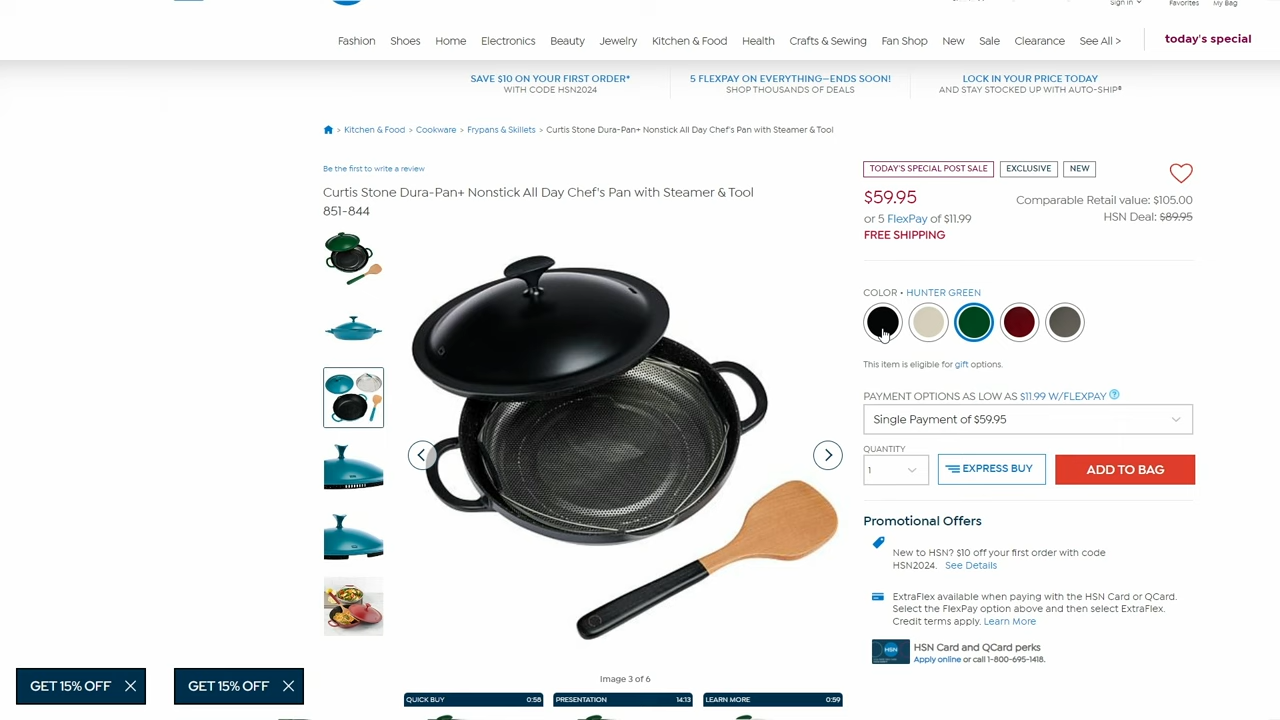 Sign In
Favorites
My Bag
Fashion Shoes Home Electronics Beauty Jewelry Kitchen & Food Health Crafts & Sewing Fan Shop New Sale Clearance See All >
today's special
SAVE $10 ON YOUR FIRST ORDER*
WITH CODE HSN2024
5 FLEXPAY ON EVERYTHING—ENDS SOON!
SHOP THOUSANDS OF DEALS
LOCK IN YOUR PRICE TODAY
AND STAY STOCKED UP WITH AUTO-SHIP®
> Kitchen & Food > Cookware > Frypans & Skillets > Curtis Stone Dura-Pan+ Nonstick All Day Chef's Pan with Steamer & Tool
Be the first to write a review
Curtis Stone Dura-Pan+ Nonstick All Day Chef's Pan with Steamer & Tool
851-844
Image 3 of 6
QUICK BUY 0:58
PRESENTATION 14:13
LEARN MORE 0:59
TODAY'S SPECIAL POST SALE
EXCLUSIVE
NEW
$59.95
or 5 FlexPay of $11.99
FREE SHIPPING
Comparable Retail value: $105.00
HSN Deal: $89.95
COLOR • HUNTER GREEN
This item is eligible for gift options.
PAYMENT OPTIONS AS LOW AS $11.99 W/FLEXPAY ?
Single Payment of $59.95
QUANTITY
1
EXPRESS BUY
ADD TO BAG
Promotional Offers
New to HSN? $10 off your first order with code
HSN2024. See Details
ExtraFlex available when paying with the HSN Card or QCard.
Select the FlexPay option above and then select ExtraFlex.
Credit terms apply. Learn More
HSN
HSN Card and QCard perks
Apply online or call 1-800-695-1418.
GET 15% OFF
GET 15% OFF